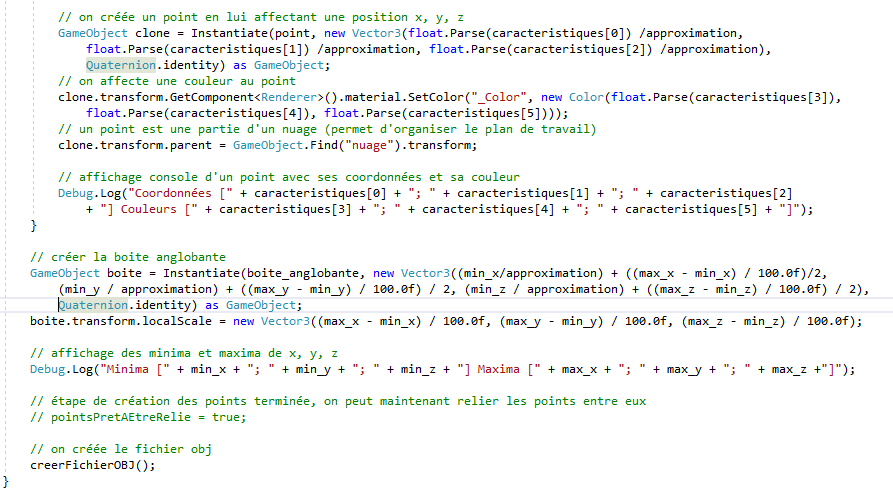 // on créée un point en lui affectant une position x, y, z
GameObject clone = Instantiate(point, new Vector3(float.Parse(caracteristiques[0]) /approximation,
float.Parse(caracteristiques[1]) /approximation, float.Parse(caracteristiques[2]) /approximation),
Quaternion.identity) as GameObject;
// on affecte une couleur au point
clone.transform.GetComponent<Renderer>().material.SetColor("_Color", new Color(float.Parse(caracteristiques[3]),
float.Parse(caracteristiques[4]), float.Parse(caracteristiques[5])));
// un point est une partie d'un nuage (permet d'organiser le plan de travail)
clone.transform.parent = GameObject.Find("nuage").transform;
// affichage console d'un point avec ses coordonnées et sa couleur
Debug.Log("Coordonnées [" + caracteristiques[0] + "; " + caracteristiques[1] + "; " + caracteristiques[2]
+ "] Couleurs [" + caracteristiques[3] + "; " + caracteristiques[4] + "; " + caracteristiques[5] + "]");
}
// créer la boite anglobante
GameObject boite = Instantiate(boite_anglobante, new Vector3((min_x/approximation) + ((max_x - min_x) / 100.0f)/2,
(min_y / approximation) + ((max_y - min_y) / 100.0f) / 2, (min_z / approximation) + ((max_z - min_z) / 100.0f) / 2),
Quaternion.identity) as GameObject;
boite.transform.localScale = new Vector3((max_x - min_x) / 100.0f, (max_y - min_y) / 100.0f, (max_z - min_z) / 100.0f);
// affichage des minima et maxima de x, y, z
Debug.Log("Minima [" + min_x + "; " + min_y + "; " + min_z + "] Maxima [" + max_x + "; " + max_y + "; " + max_z +"]");
// étape de création des points terminée, on peut maintenant relier les points entre eux
// pointsPretAEtreRelie = true;
// on créée le fichier obj
creerFichierOBJ();
}